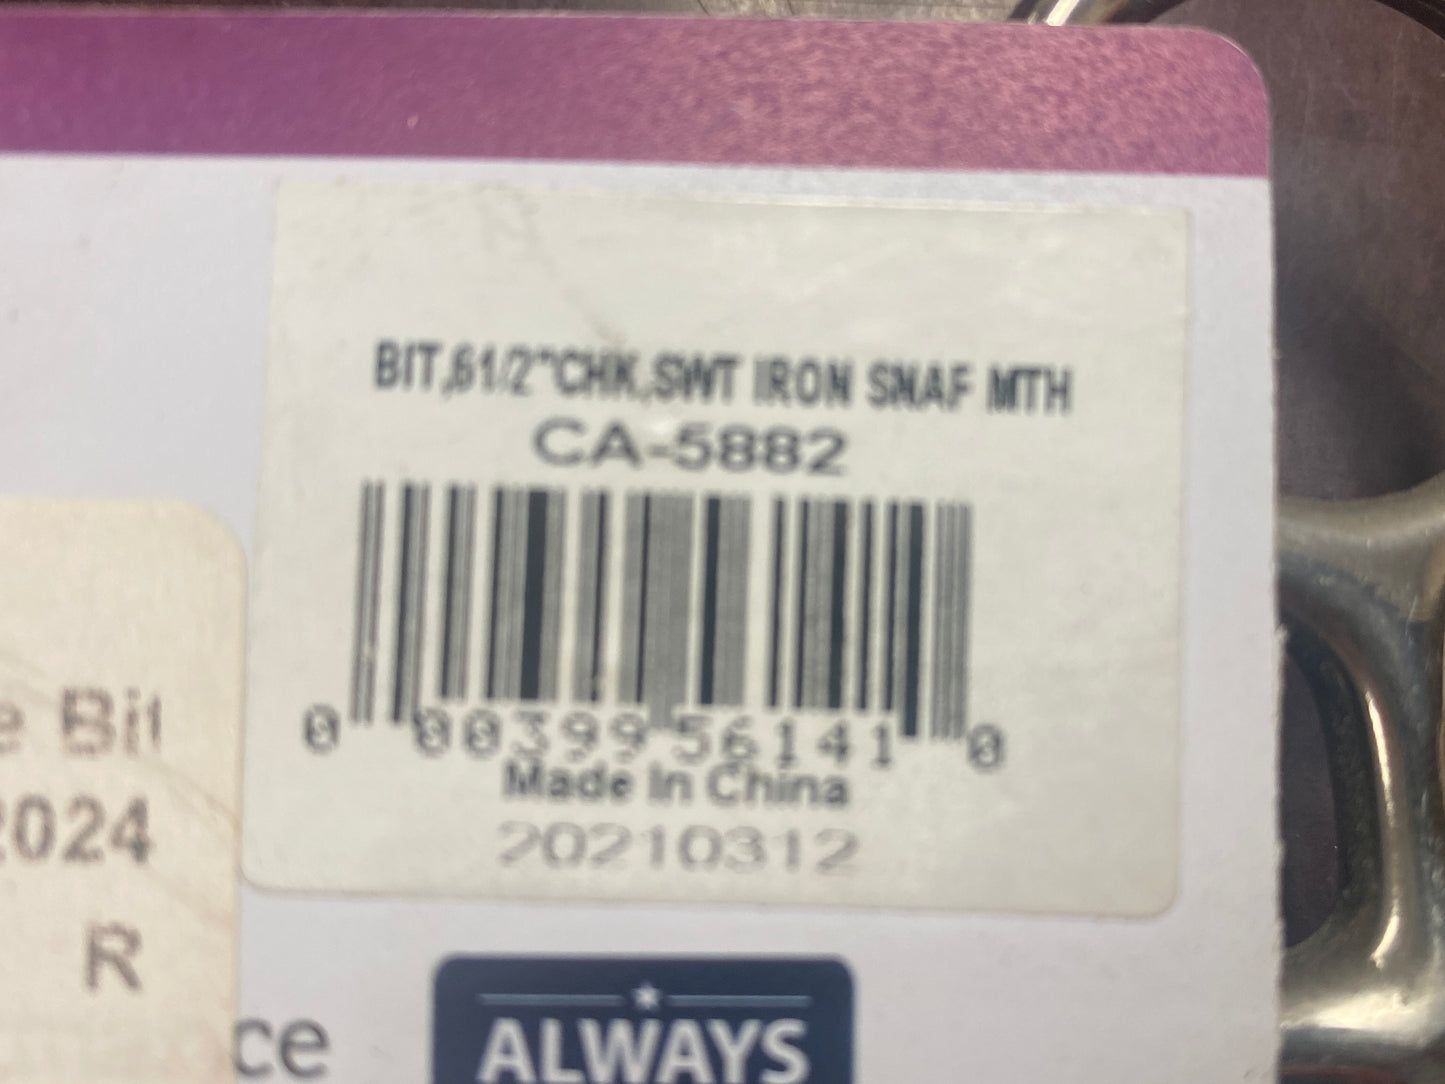 BIT,61/2"CHK,SWT IRON SNAF MTH
CA-5882
0 00399 56141 0
Made In China
20210312
e Bit
2024
R
ce
ALWAYS